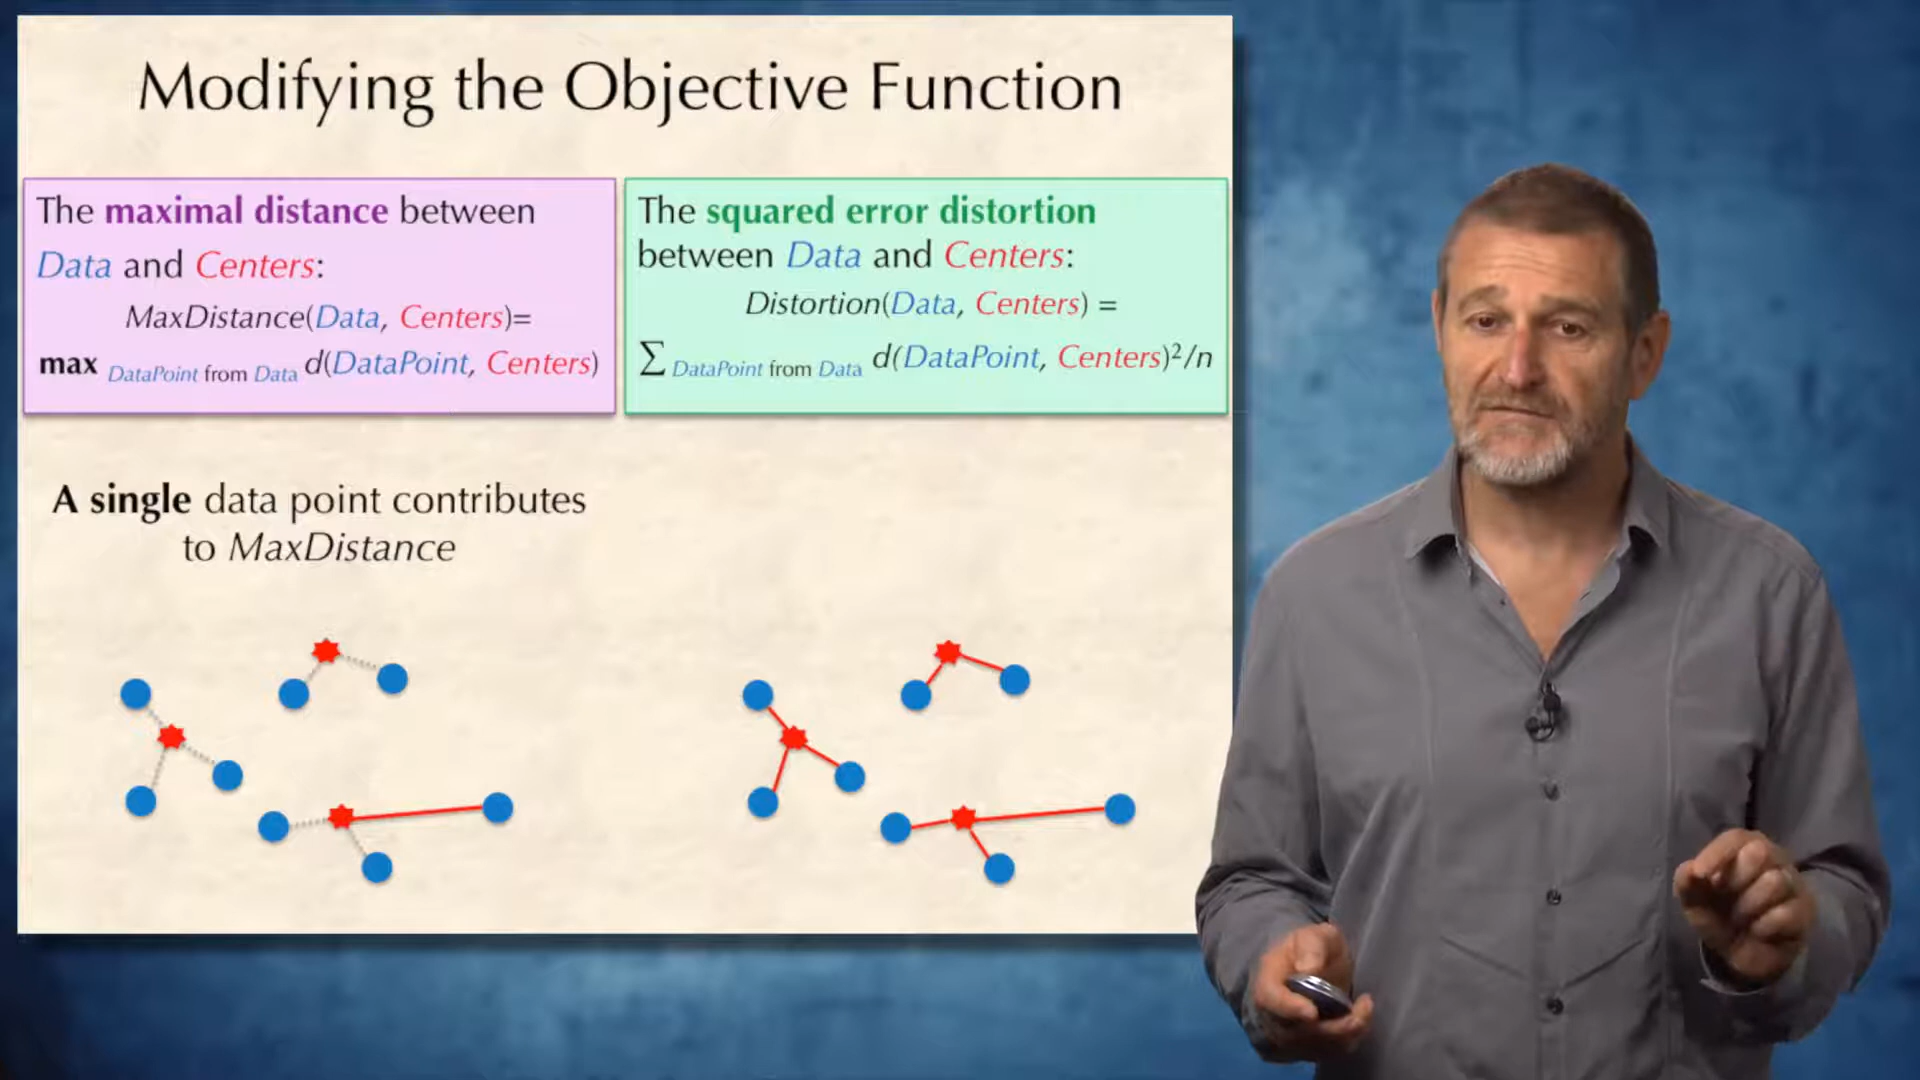 Modifying the Objective Function
The maximal distance between
Data and Centers:
MaxDistance(Data, Centers)=
max DataPoint from Data d(DataPoint, Centers)
The squared error distortion
between Data and Centers:
Distortion(Data, Centers) =
∑ DataPoint from Data d(DataPoint, Centers)²/n
A single data point contributes
to MaxDistance